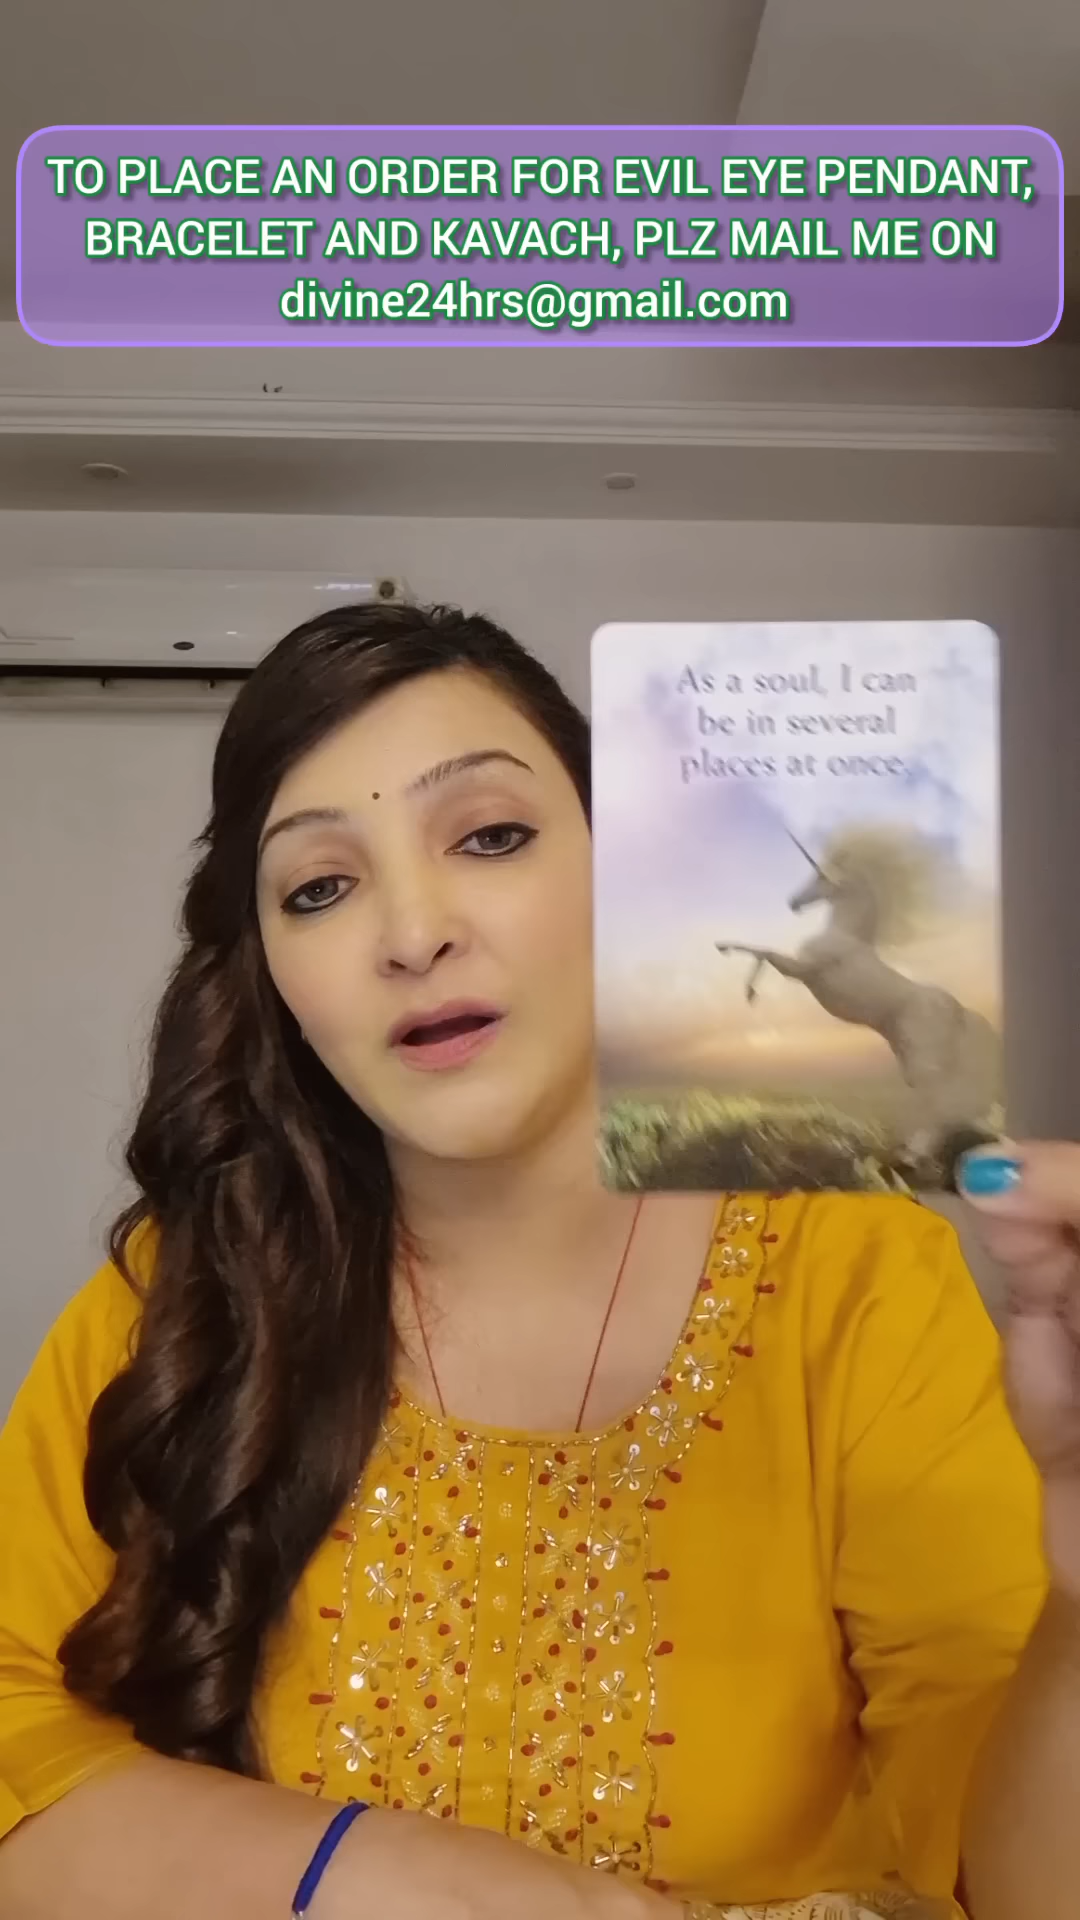 TO PLACE AN ORDER FOR EVIL EYE PENDANT,
BRACELET AND KAVACH, PLZ MAIL ME ON
divine24hrs@gmail.com
As a soul, I can
be in several
places at once.